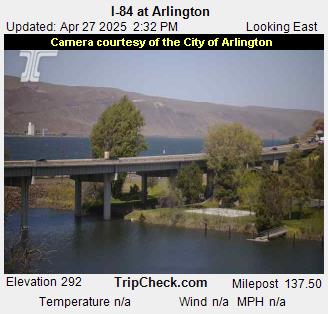 I-84 at Arlington
Updated: Apr 27 2025 2:32 PM Looking East
Camera courtesy of the City of Arlington
Elevation 292 TripCheck.com Milepost 137.50
Temperature n/a Wind n/a MPH n/a